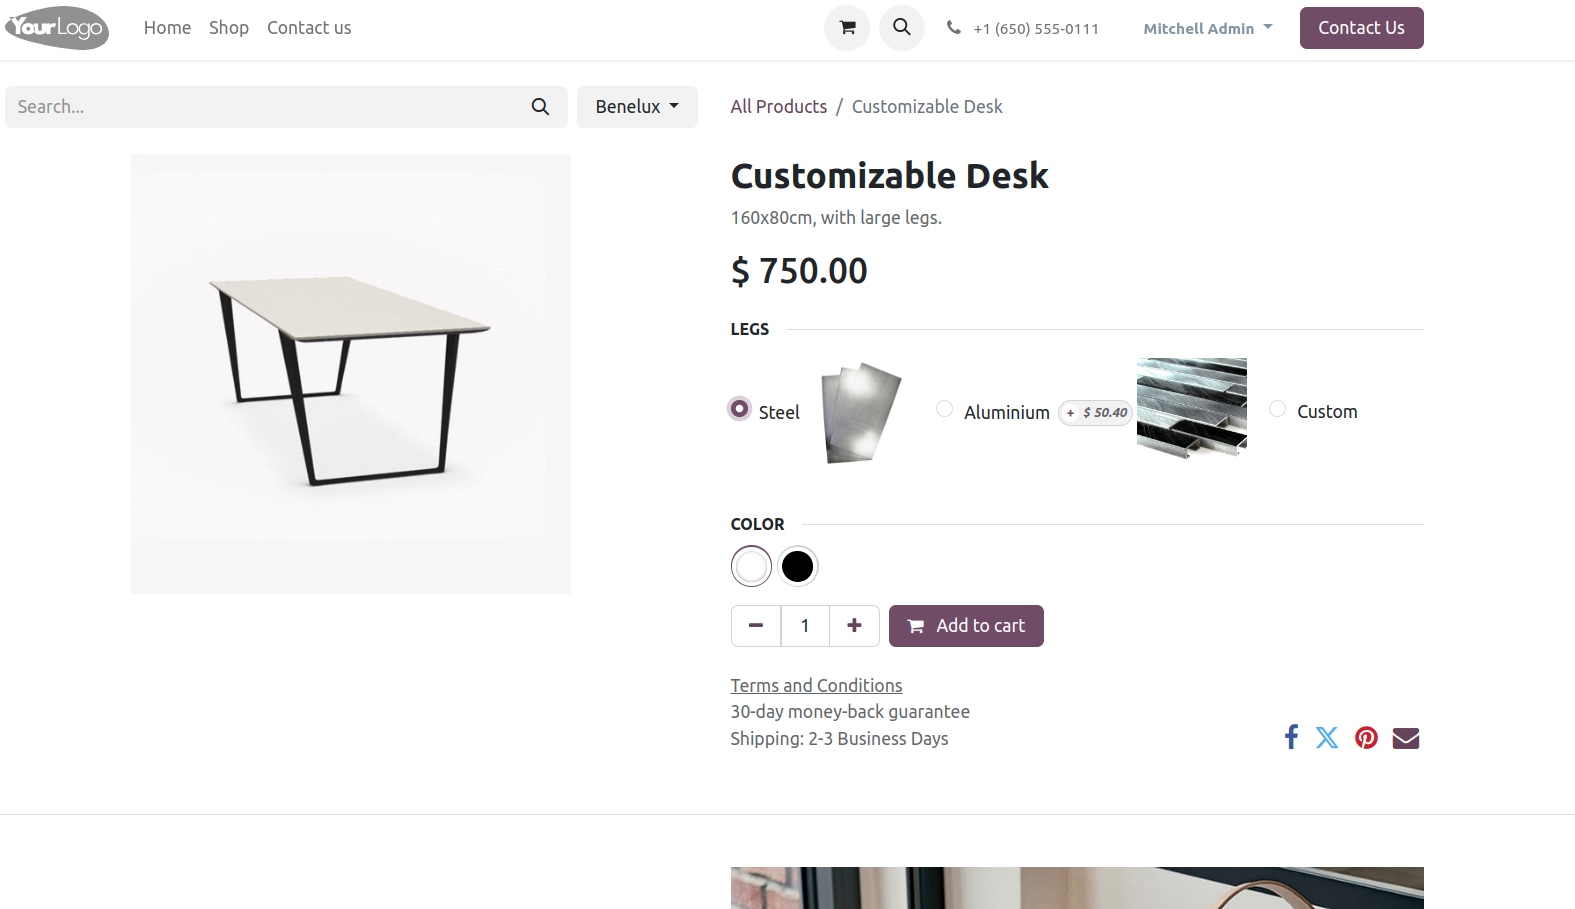 YourLogo
Home Shop Contact us
+1 (650) 555-0111
Mitchell Admin
Contact Us
Search...
Benelux
All Products / Customizable Desk
Customizable Desk
160x80cm, with large legs.
$ 750.00
LEGS
Steel
Aluminium + $ 50.40
Custom
COLOR
1
Add to cart
Terms and Conditions
30-day money-back guarantee
Shipping: 2-3 Business Days